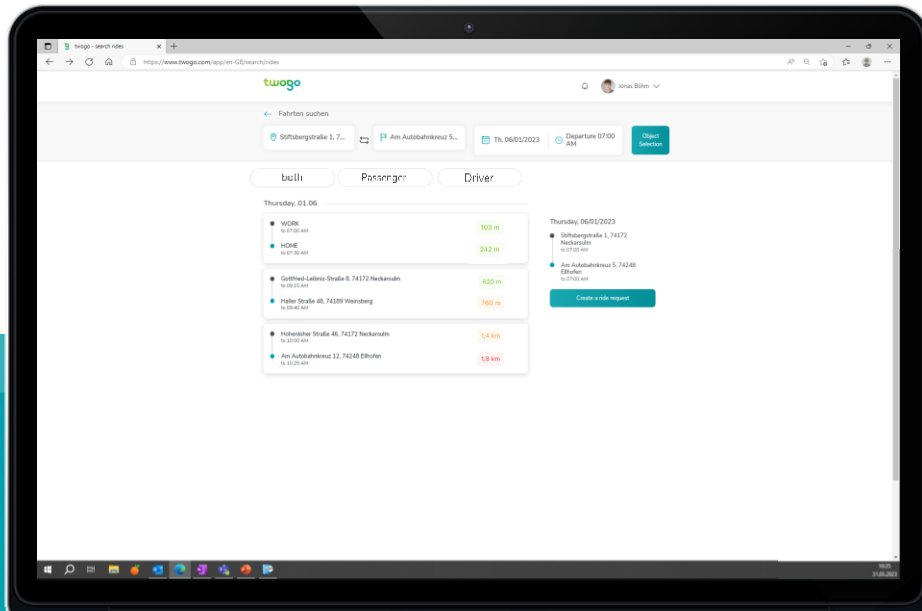 twogo - search rides
https://www.twogo.com/app/en-GB/search/rides
twogo
Jonas Böhm
Fahrten suchen
Stiftsbergstraße 1, 7...
Am Autobahnkreuz 5...
Th, 06/01/2023
Departure 07:00
AM
Object
Selection
both
Passenger
Driver
Thursday, 01.06.
WORK
to 07:00 AM
103 m
HOME
to 07:30 AM
242 m
Gottfried-Leibniz-Straße 8, 74172 Neckarsulm
to 09:15 AM
620 m
Haller Straße 48, 74189 Weinsberg
to 09:40 AM
760 m
Hohenloher Straße 46, 74172 Neckarsulm
to 10:00 AM
1,4 km
Am Autobahnkreuz 12, 74248 Ellhofen
to 10:25 AM
1,8 km
Thursday, 06/01/2023
Stiftsbergstraße 1, 74172
Neckarsulm
to 07:00 AM
Am Autobahnkreuz 5, 74248
Ellhofen
to 07:00 AM
Create a ride request
31.05.2023